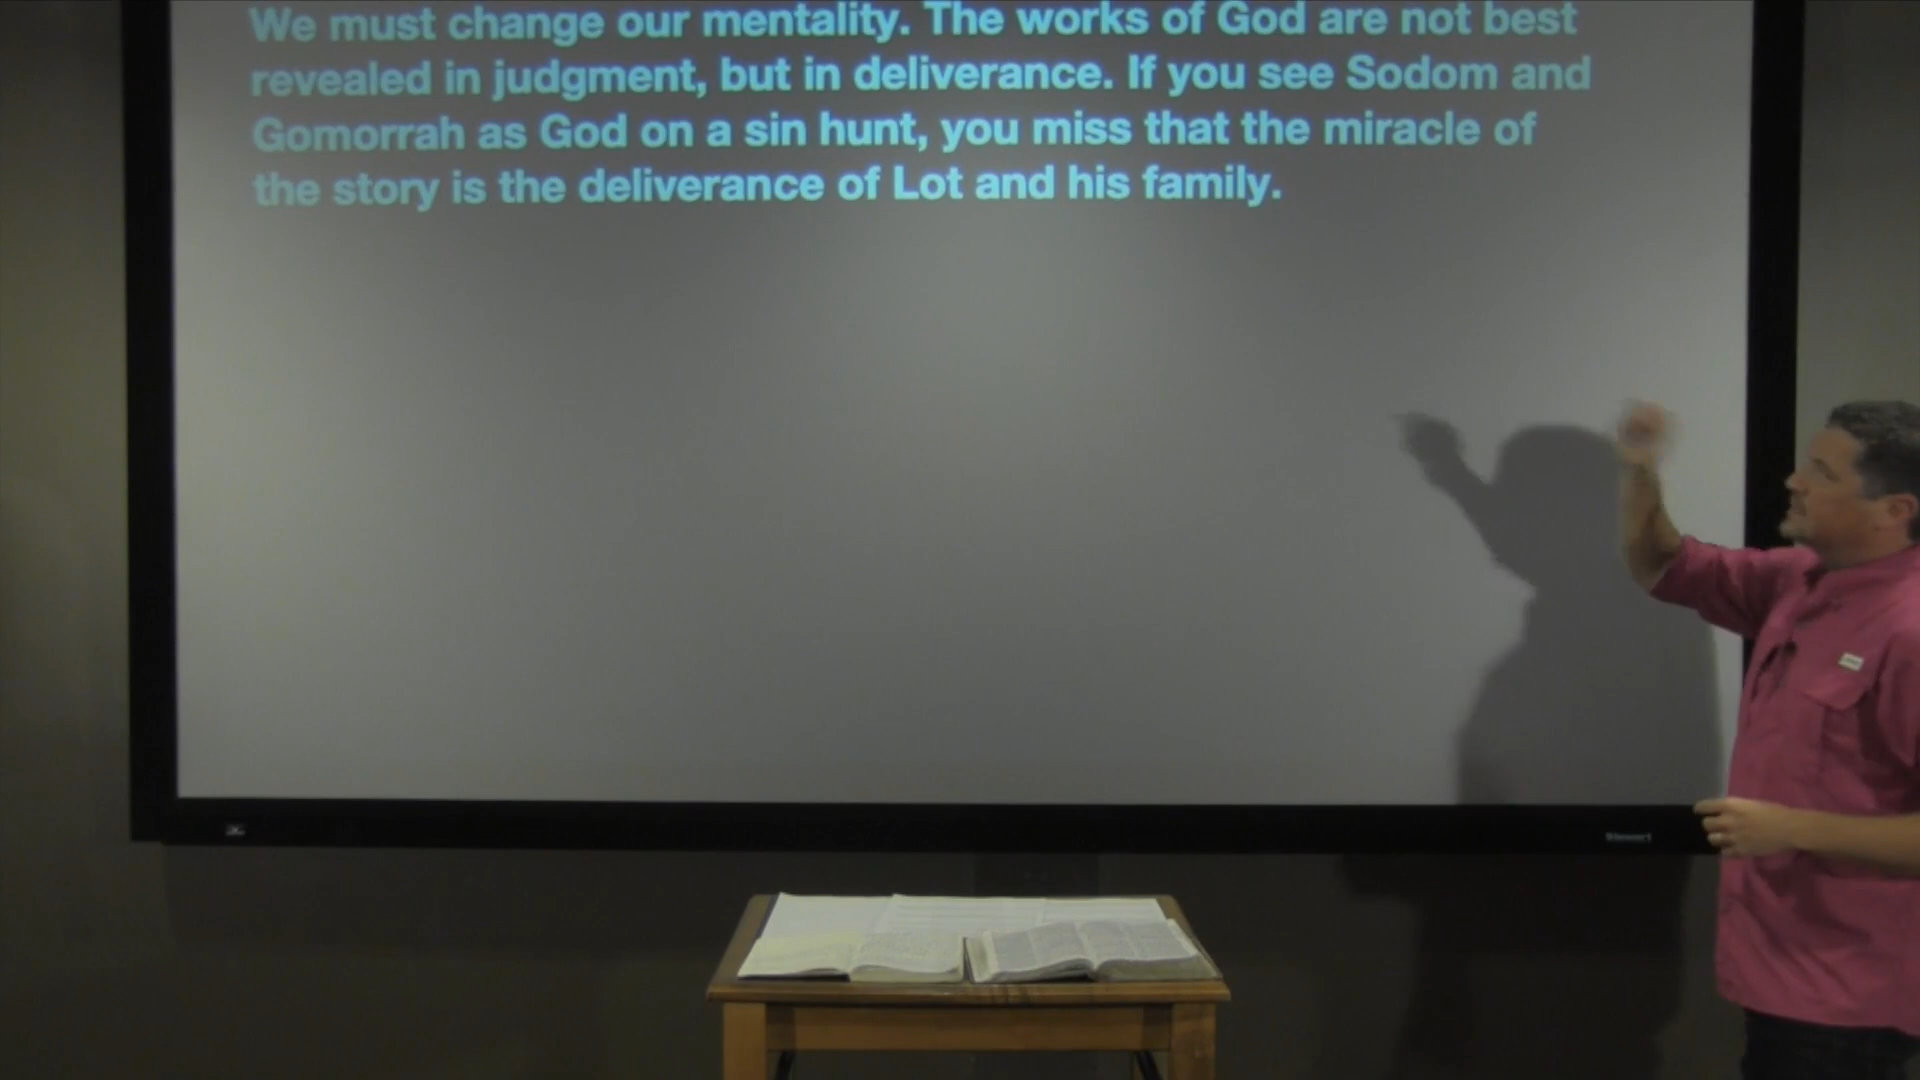 We must change our mentality. The works of God are not best
revealed in judgment, but in deliverance. If you see Sodom and
Gomorrah as God on a sin hunt, you miss that the miracle of
the story is the deliverance of Lot and his family.
Stewart